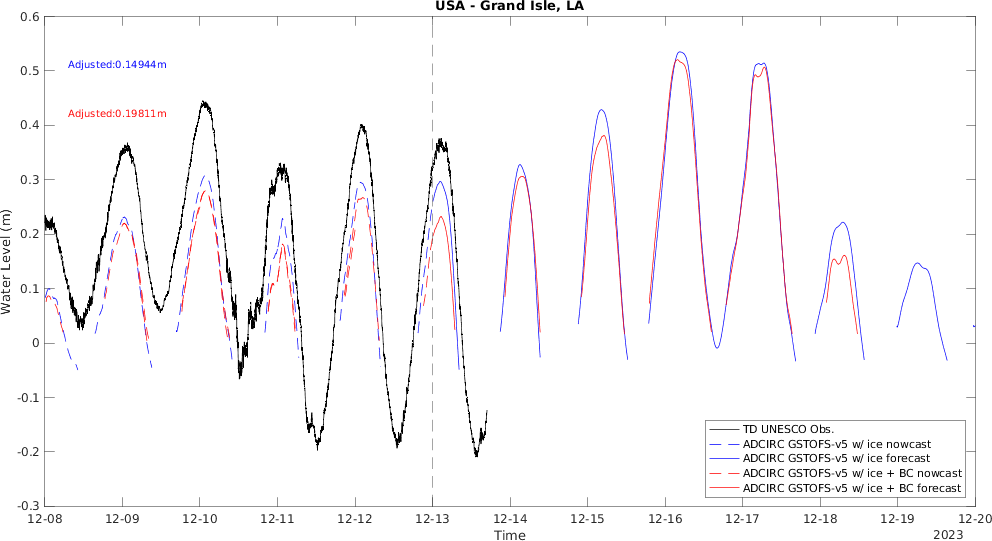 USA - Grand Isle, LA
0.6
0.5
0.4
0.3
0.2
0.1
0
-0.1
-0.2
-0.3
Water Level (m)
Adjusted:0.14944m
Adjusted:0.19811m
TD UNESCO Obs.
ADCIRC GSTOFS-v5 w/ ice nowcast
ADCIRC GSTOFS-v5 w/ ice forecast
ADCIRC GSTOFS-v5 w/ ice + BC nowcast
ADCIRC GSTOFS-v5 w/ ice + BC forecast
12-08 12-09 12-10 12-11 12-12 12-13 12-14 12-15 12-16 12-17 12-18 12-19 12-20
Time
2023